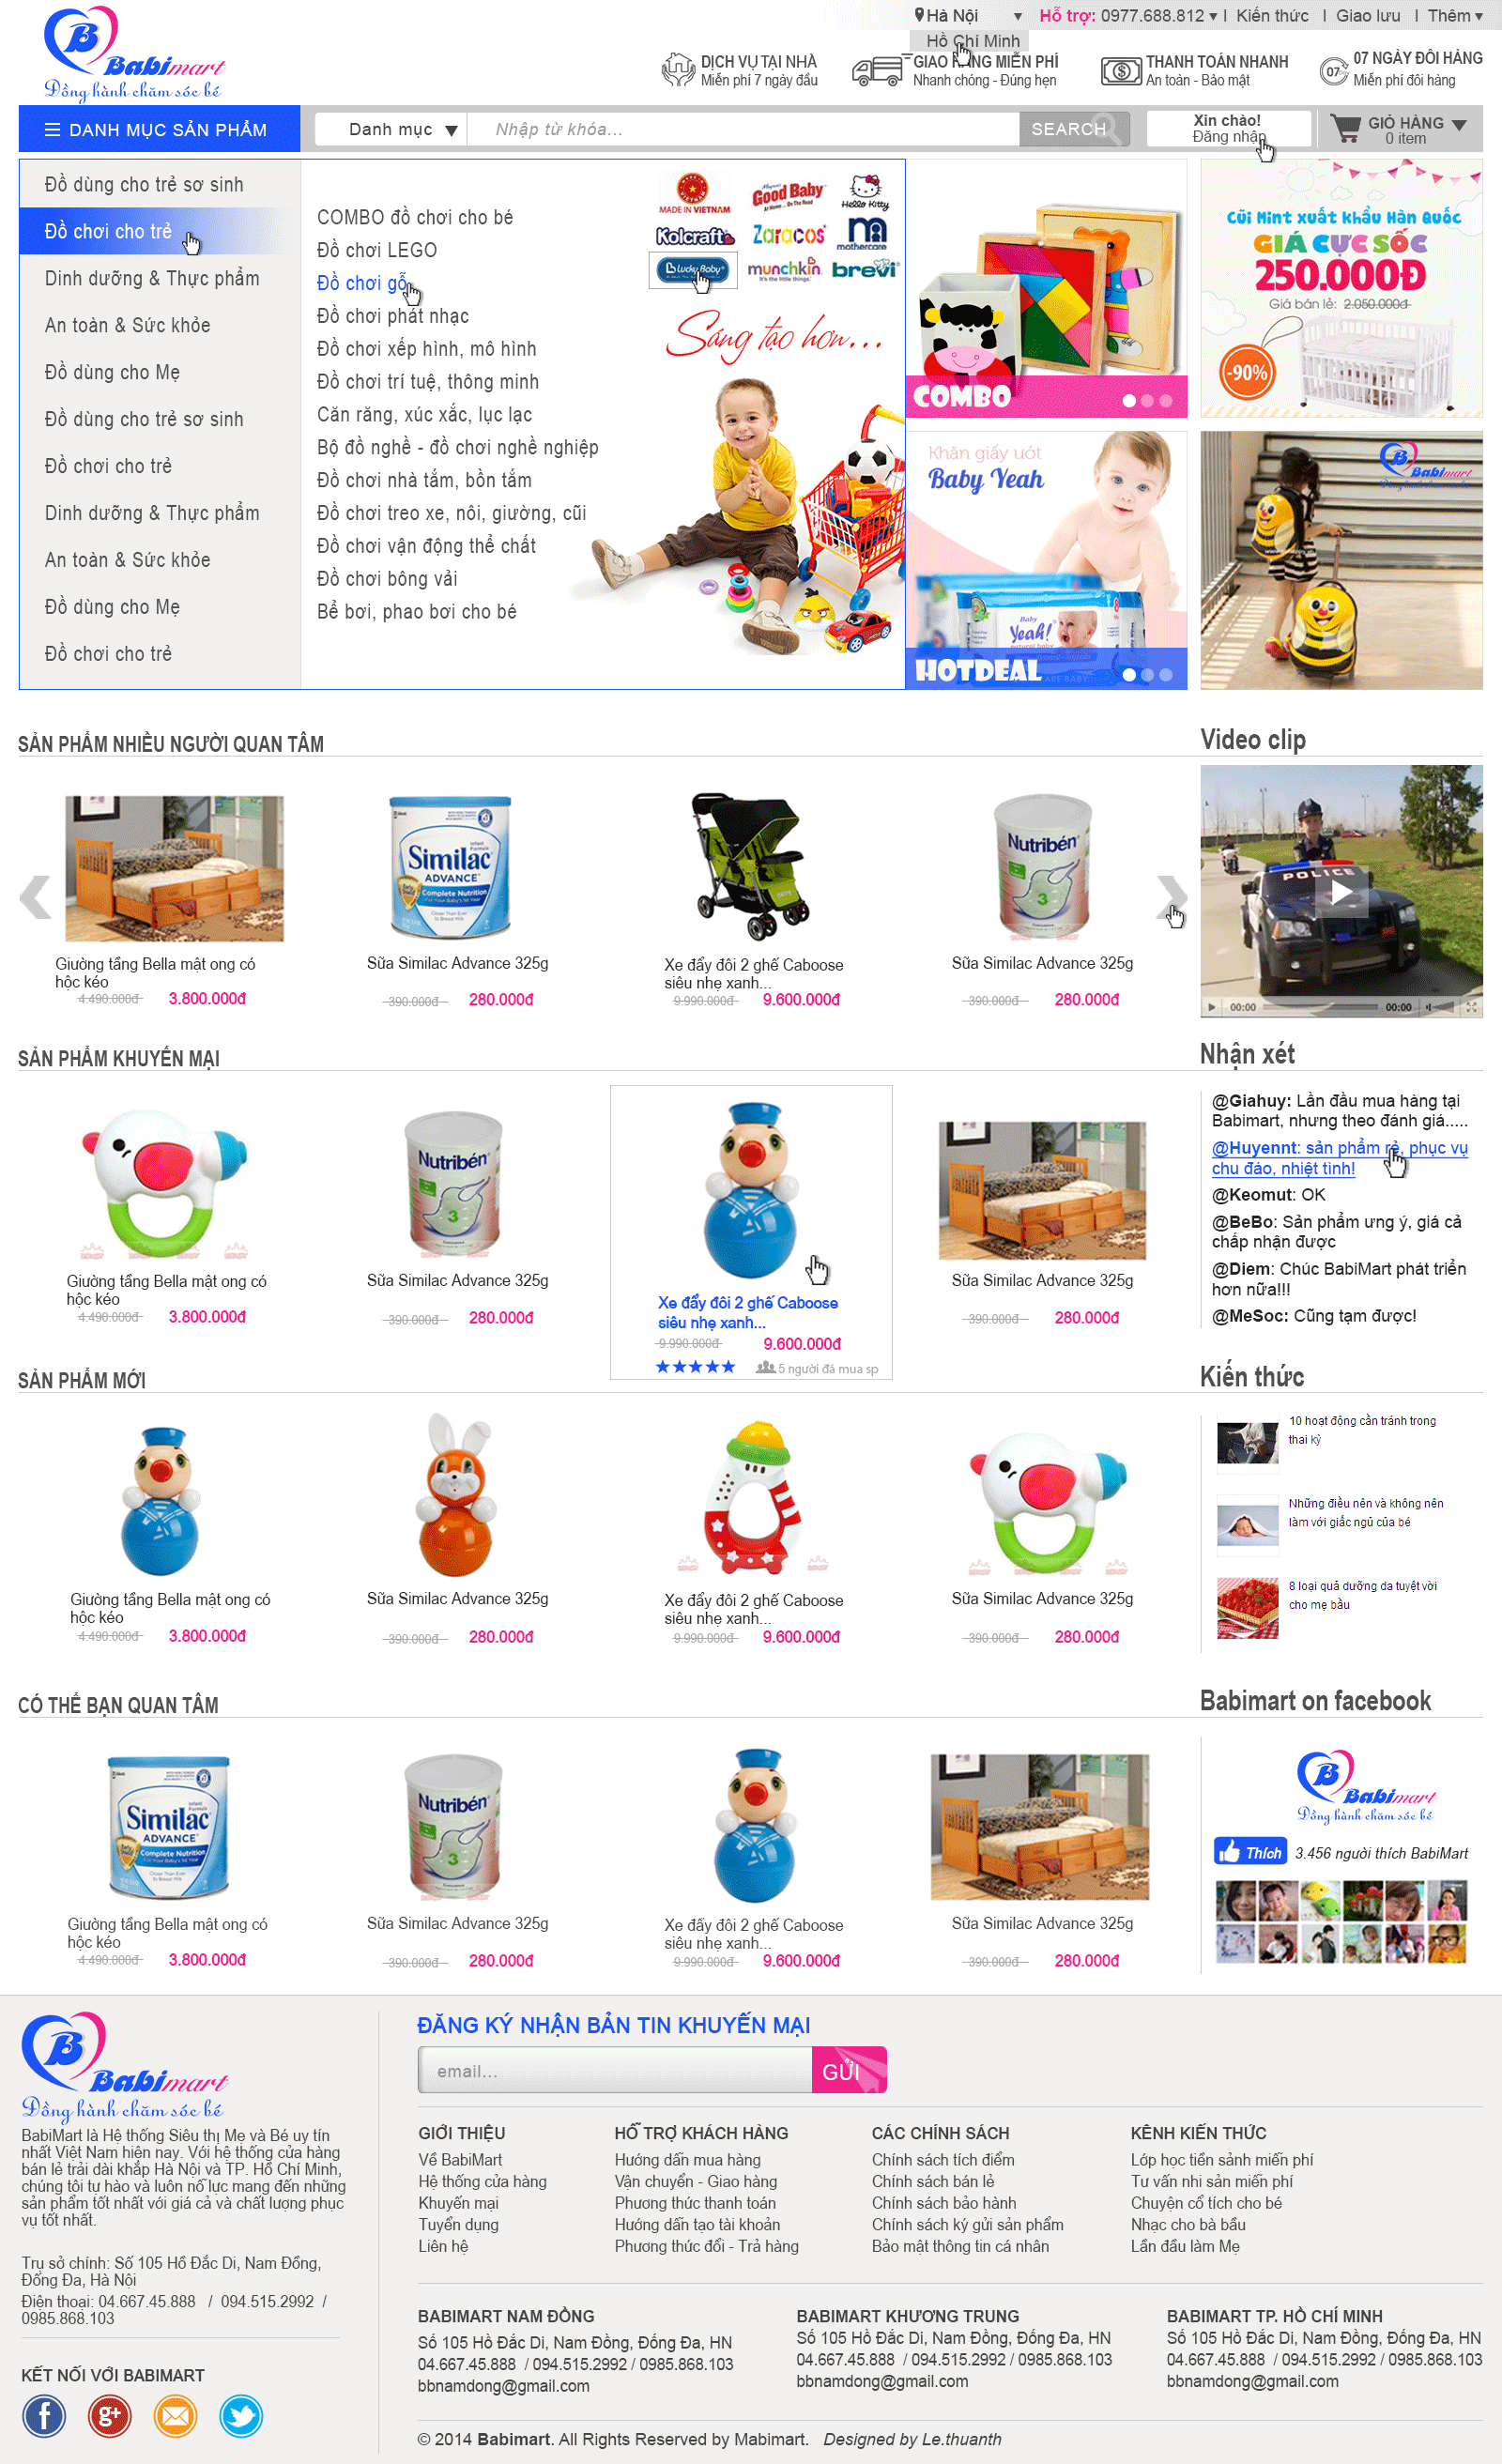 Hà Nội
Hỗ trợ: 0977.688.812
Kiến thức
Giao lưu
Thêm
Hồ Chí Minh
Babimart
Đồng hành chăm sóc bé
DỊCH VỤ TẠI NHÀ
Miễn phí 7 ngày đầu
GIAO HÀNG MIỄN PHÍ
Nhanh chóng - Đúng hẹn
THANH TOÁN NHANH
An toàn - Bảo mật
07
07 NGÀY ĐỔI HÀNG
Miễn phí đổi hàng
DANH MỤC SẢN PHẨM
Danh mục
Nhập từ khóa...
SEARCH
Xin chào!
Đăng nhập
GIỎ HÀNG
0 item
Đồ dùng cho trẻ sơ sinh
Đồ chơi cho trẻ
Dinh dưỡng & Thực phẩm
An toàn & Sức khỏe
Đồ dùng cho Mẹ
Đồ dùng cho trẻ sơ sinh
Đồ chơi cho trẻ
Dinh dưỡng & Thực phẩm
An toàn & Sức khỏe
Đồ dùng cho Mẹ
Đồ chơi cho trẻ
COMBO đồ chơi cho bé
Đồ chơi LEGO
Đồ chơi gỗ
Đồ chơi phát nhạc
Đồ chơi xếp hình, mô hình
Đồ chơi trí tuệ, thông minh
Căn răng, xúc xắc, lục lạc
Bộ đồ nghề - đồ chơi nghề nghiệp
Đồ chơi nhà tắm, bồn tắm
Đồ chơi treo xe, nôi, giường, cũi
Đồ chơi vận động thể chất
Đồ chơi bông vải
Bể bơi, phao bơi cho bé
MADE IN VIETNAM
Good Baby
Hello Kitty
Kolcraft
Zaracos
mothercare
Lucky Baby
munchkin
It's the little things.
brevi
Sáng tạo hơn...
COMBO
Khăn giấy ướt
Baby Yeah
Baby
Yeah!
HOTDEAL
Cũi Mint xuất khẩu Hàn Quốc
GIÁ CỰC SỐC
250.000Đ
Giá bán lẻ: 2.050.000đ
-90%
Babimart
Đồng hành chăm sóc bé
SẢN PHẨM NHIỀU NGƯỜI QUAN TÂM
Similac
ADVANCE
Complete Nutrition
Nutribén
3
Giường tầng Bella mật ong có
hộc kéo
4.490.000đ 3.800.000đ
Sữa Similac Advance 325g
390.000đ 280.000đ
Xe đẩy đôi 2 ghế Caboose
siêu nhẹ xanh...
9.990.000đ 9.600.000đ
Sữa Similac Advance 325g
390.000đ 280.000đ
Video clip
POLICE
00:00 00:00
SẢN PHẨM KHUYẾN MẠI
Nutribén
3
Giường tầng Bella mật ong có
hộc kéo
4.490.000đ 3.800.000đ
Sữa Similac Advance 325g
390.000đ 280.000đ
Xe đẩy đôi 2 ghế Caboose
siêu nhẹ xanh...
9.990.000đ 9.600.000đ
5 người đã mua sp
Sữa Similac Advance 325g
390.000đ 280.000đ
Nhận xét
@Giahuy: Lần đầu mua hàng tại
Babimart, nhưng theo đánh giá.....
@Huyennt: sản phẩm rẻ, phục vụ
chu đáo, nhiệt tình!
@Keomut: OK
@BeBo: Sản phẩm ưng ý, giá cả
chấp nhận được
@Diem: Chúc BabiMart phát triển
hơn nữa!!!
@MeSoc: Cũng tạm được!
SẢN PHẨM MỚI
Giường tầng Bella mật ong có
hộc kéo
4.490.000đ 3.800.000đ
Sữa Similac Advance 325g
390.000đ 280.000đ
Xe đẩy đôi 2 ghế Caboose
siêu nhẹ xanh...
9.990.000đ 9.600.000đ
Sữa Similac Advance 325g
390.000đ 280.000đ
Kiến thức
10 hoạt động cần tránh trong
thai kỳ
Những điều nên và không nên
làm với giấc ngủ của bé
8 loại quả dưỡng da tuyệt vời
cho mẹ bầu
CÓ THỂ BẠN QUAN TÂM
Similac
ADVANCE
Complete Nutrition
Nutribén
3
Giường tầng Bella mật ong có
hộc kéo
4.490.000đ 3.800.000đ
Sữa Similac Advance 325g
390.000đ 280.000đ
Xe đẩy đôi 2 ghế Caboose
siêu nhẹ xanh...
9.990.000đ 9.600.000đ
Sữa Similac Advance 325g
390.000đ 280.000đ
Babimart on facebook
Babimart
Đồng hành chăm sóc bé
Thích
3.456 người thích BabiMart
Babimart
Đồng hành chăm sóc bé
BabiMart là Hệ thống Siêu thị Mẹ và Bé uy tín
nhất Việt Nam hiện nay. Với hệ thống cửa hàng
bán lẻ trải dài khắp Hà Nội và TP. Hồ Chí Minh,
chúng tôi tự hào và luôn nỗ lực mang đến những
sản phẩm tốt nhất với giá cả và chất lượng phục
vụ tốt nhất.
Trụ sở chính: Số 105 Hồ Đắc Di, Nam Đồng,
Đống Đa, Hà Nội
Điện thoại: 04.667.45.888 / 094.515.2992 /
0985.868.103
KẾT NỐI VỚI BABIMART
ĐĂNG KÝ NHẬN BẢN TIN KHUYẾN MẠI
email...
GỬI
GIỚI THIỆU
Về BabiMart
Hệ thống cửa hàng
Khuyến mại
Tuyển dụng
Liên hệ
HỖ TRỢ KHÁCH HÀNG
Hướng dẫn mua hàng
Vận chuyển - Giao hàng
Phương thức thanh toán
Hướng dẫn tạo tài khoản
Phương thức đổi - Trả hàng
CÁC CHÍNH SÁCH
Chính sách tích điểm
Chính sách bán lẻ
Chính sách bảo hành
Chính sách ký gửi sản phẩm
Bảo mật thông tin cá nhân
KÊNH KIẾN THỨC
Lớp học tiền sản miễn phí
Tư vấn nhi sản miễn phí
Chuyện cổ tích cho bé
Nhạc cho bà bầu
Lần đầu làm Mẹ
BABIMART NAM ĐỒNG
Số 105 Hồ Đắc Di, Nam Đồng, Đống Đa, HN
04.667.45.888 / 094.515.2992 / 0985.868.103
bbnamdong@gmail.com
BABIMART KHƯƠNG TRUNG
Số 105 Hồ Đắc Di, Nam Đồng, Đống Đa, HN
04.667.45.888 / 094.515.2992 / 0985.868.103
bbnamdong@gmail.com
BABIMART TP. HỒ CHÍ MINH
Số 105 Hồ Đắc Di, Nam Đồng, Đống Đa, HN
04.667.45.888 / 094.515.2992 / 0985.868.103
bbnamdong@gmail.com
© 2014 Babimart. All Rights Reserved by Mabimart. Designed by Le.thuanth